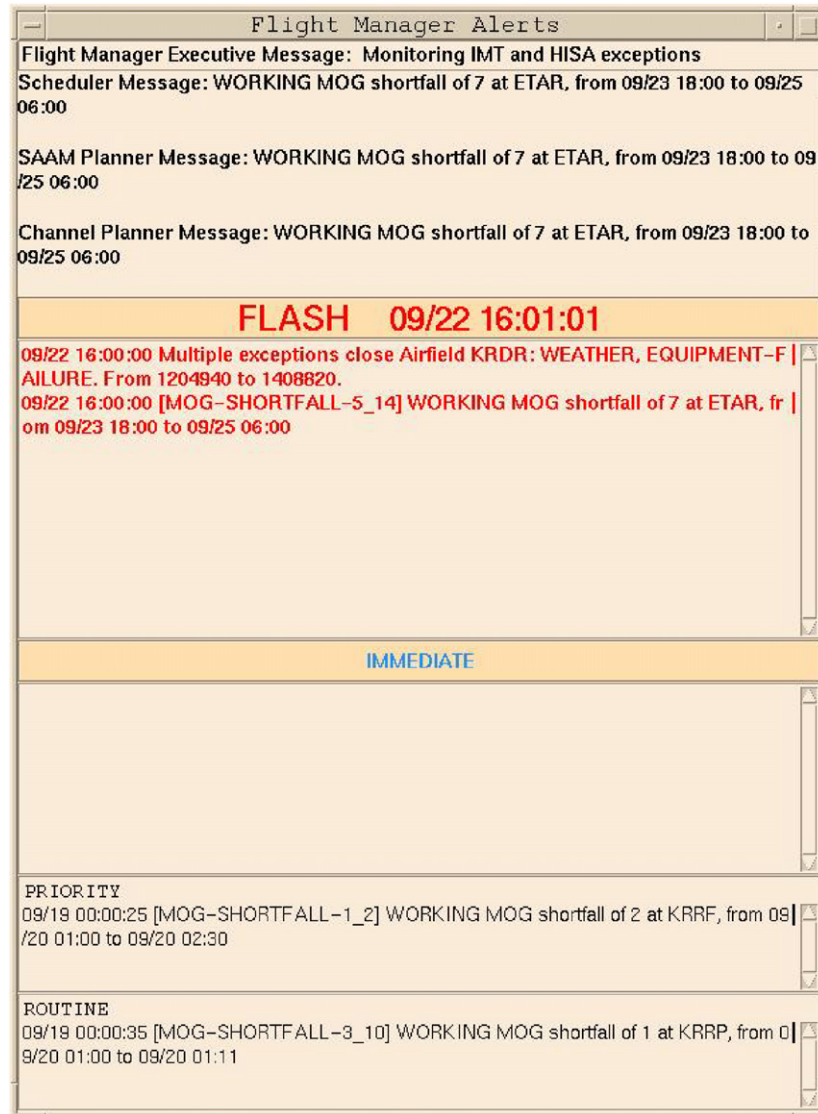 Flight Manager Alerts
Flight Manager Executive Message:  Monitoring IMT and HISA exceptions
Scheduler Message: WORKING MOG shortfall of 7 at ETAR, from 09/23 18:00 to 09/25
06:00
SAAM Planner Message: WORKING MOG shortfall of 7 at ETAR, from 09/23 18:00 to 09
/25 06:00
Channel Planner Message: WORKING MOG shortfall of 7 at ETAR, from 09/23 18:00 to
09/25 06:00
FLASH 09/22 16:01:01
09/22 16:00:00 Multiple exceptions close Airfield KRDR: WEATHER, EQUIPMENT-F
AILURE. From 1204940 to 1408820.
09/22 16:00:00 [MOG-SHORTFALL-5_14] WORKING MOG shortfall of 7 at ETAR, fr
om 09/23 18:00 to 09/25 06:00
IMMEDIATE
PRIORITY
09/19 00:00:25 [MOG-SHORTFALL-1_2] WORKING MOG shortfall of 2 at KRRF, from 09
/20 01:00 to 09/20 02:30
ROUTINE
09/19 00:00:35 [MOG-SHORTFALL-3_10] WORKING MOG shortfall of 1 at KRRP, from 0
9/20 01:00 to 09/20 01:11